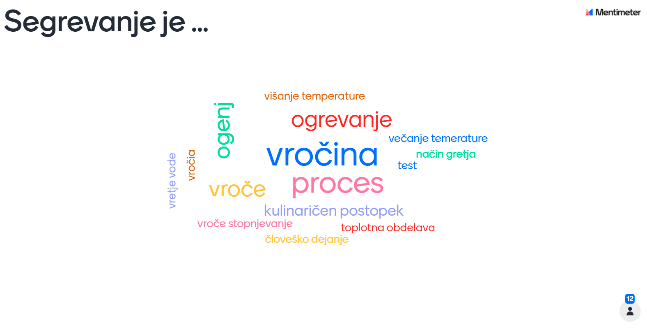 Segrevanje je ...
Mentimeter
višanje temperature
ogenj
ogrevanje
večanje temerature
vročina
način gretja
test
vročia
vretje vode
vroče
proces
kulinaričen postopek
vroče stopnjevanje
toplotna obdelava
človeško dejanje
12